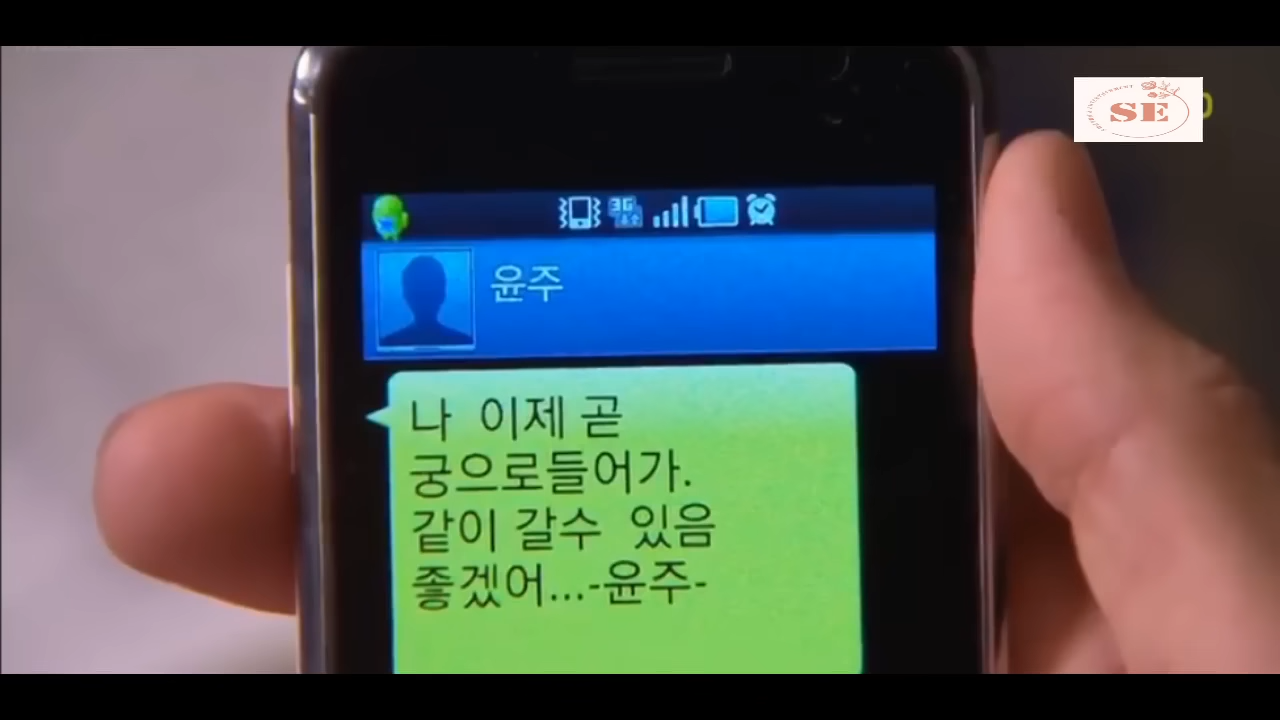 SE
3G
윤주
나 이제 곧
궁으로들어가.
같이 갈수 있음
좋겠어...-윤주-